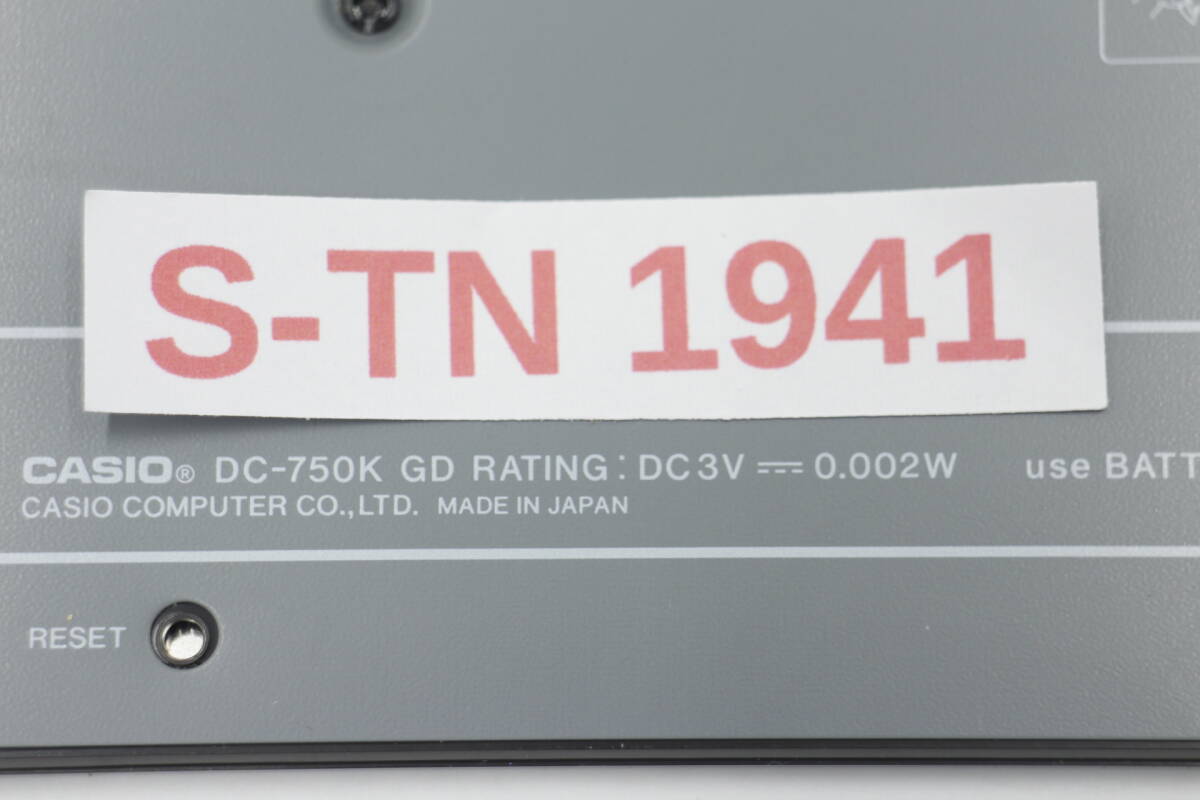 S-TN 1941
CASIO® DC-750K GD RATING: DC3V ⎓ 0.002W use BATT
CASIO COMPUTER CO.,LTD. MADE IN JAPAN
RESET